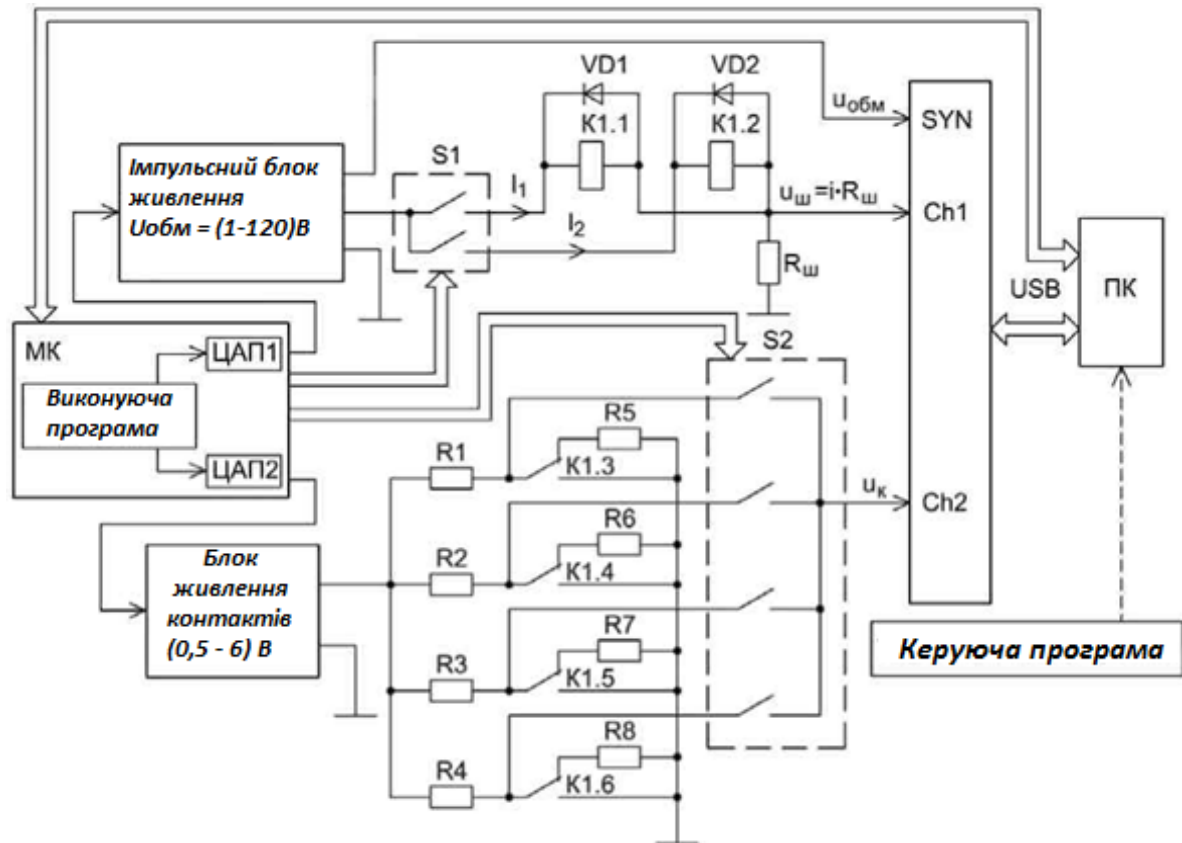 VD1
VD2
K1.1
K1.2
uобм
SYN
Імпульсний блок
живлення
Uобм = (1-120)В
S1
I1
I2
uш=i·Rш
Ch1
Rш
USB
ПК
МК
ЦАП1
Виконуюча
програма
ЦАП2
S2
R1
R5
K1.3
uк
Ch2
R2
R6
K1.4
Блок
живлення
контактів
(0,5 - 6) В
R3
R7
K1.5
Керуюча програма
R4
R8
K1.6